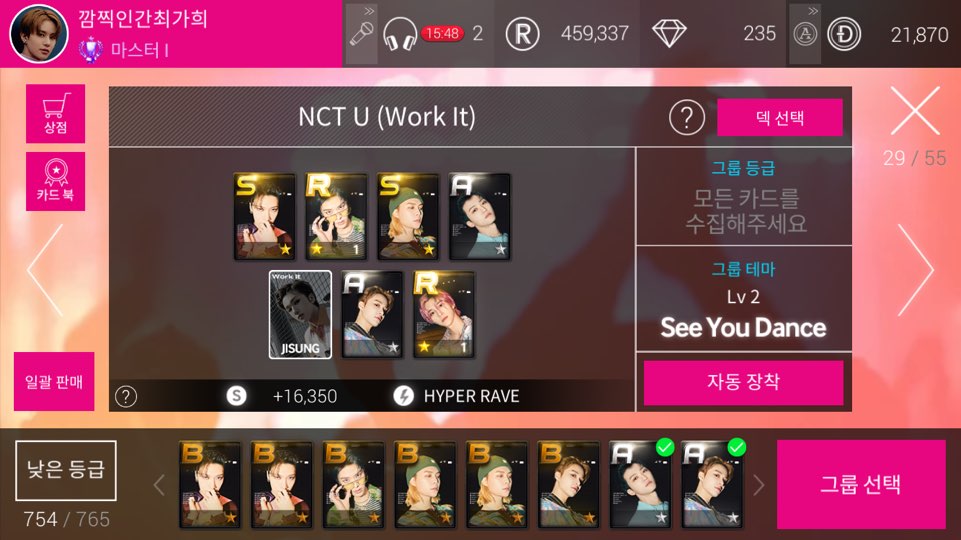 깜찍인간최가희
마스터 I
15:48 2
R 459,337
235
A Đ 21,870
상점
카드 북
NCT U (Work It)
?
덱 선택
29 / 55
S R S A
1
Work It
JISUNG
A R
1
그룹 등급
모든 카드를
수집해주세요
그룹 테마
Lv 2
See You Dance
일괄 판매
? S +16,350 HYPER RAVE
자동 장착
낮은 등급
754 / 765
B B B B B B A A
그룹 선택